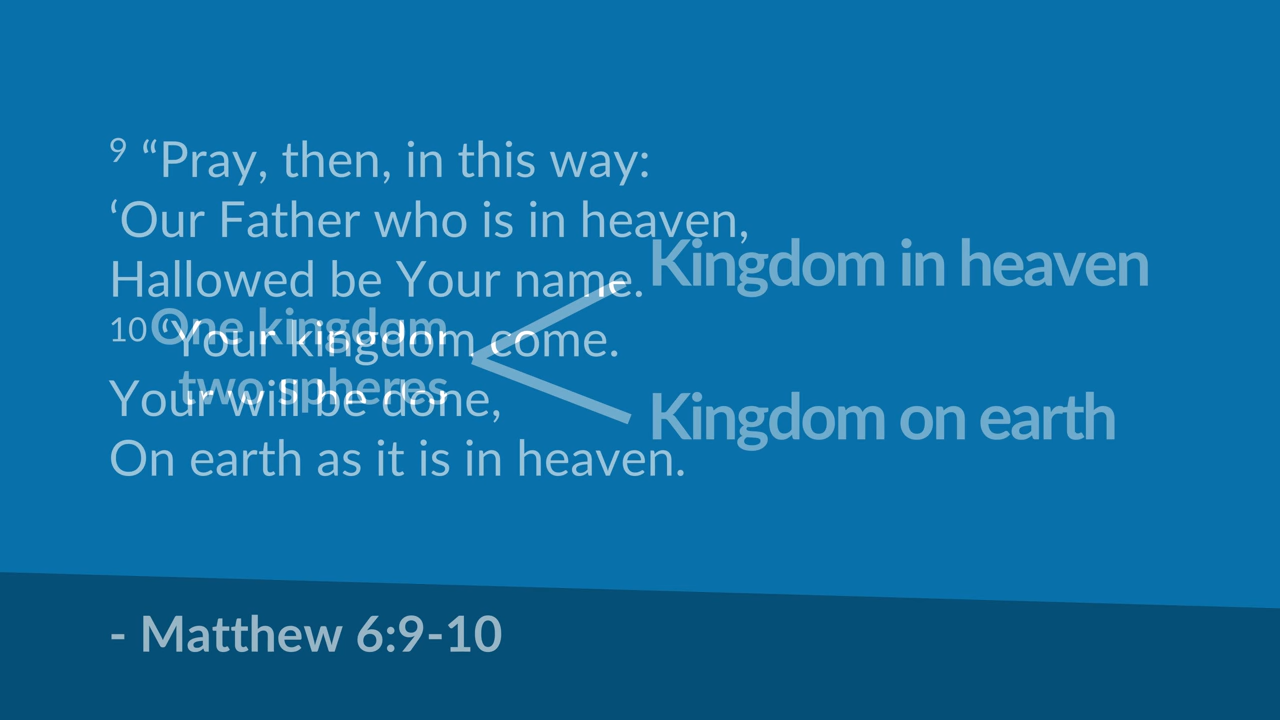 9 “Pray, then, in this way:
‘Our Father who is in heaven,
Hallowed be Your name.
10 ‘Your kingdom come.
Your will be done,
On earth as it is in heaven.
One kingdom
two spheres
Kingdom in heaven
Kingdom on earth
- Matthew 6:9-10